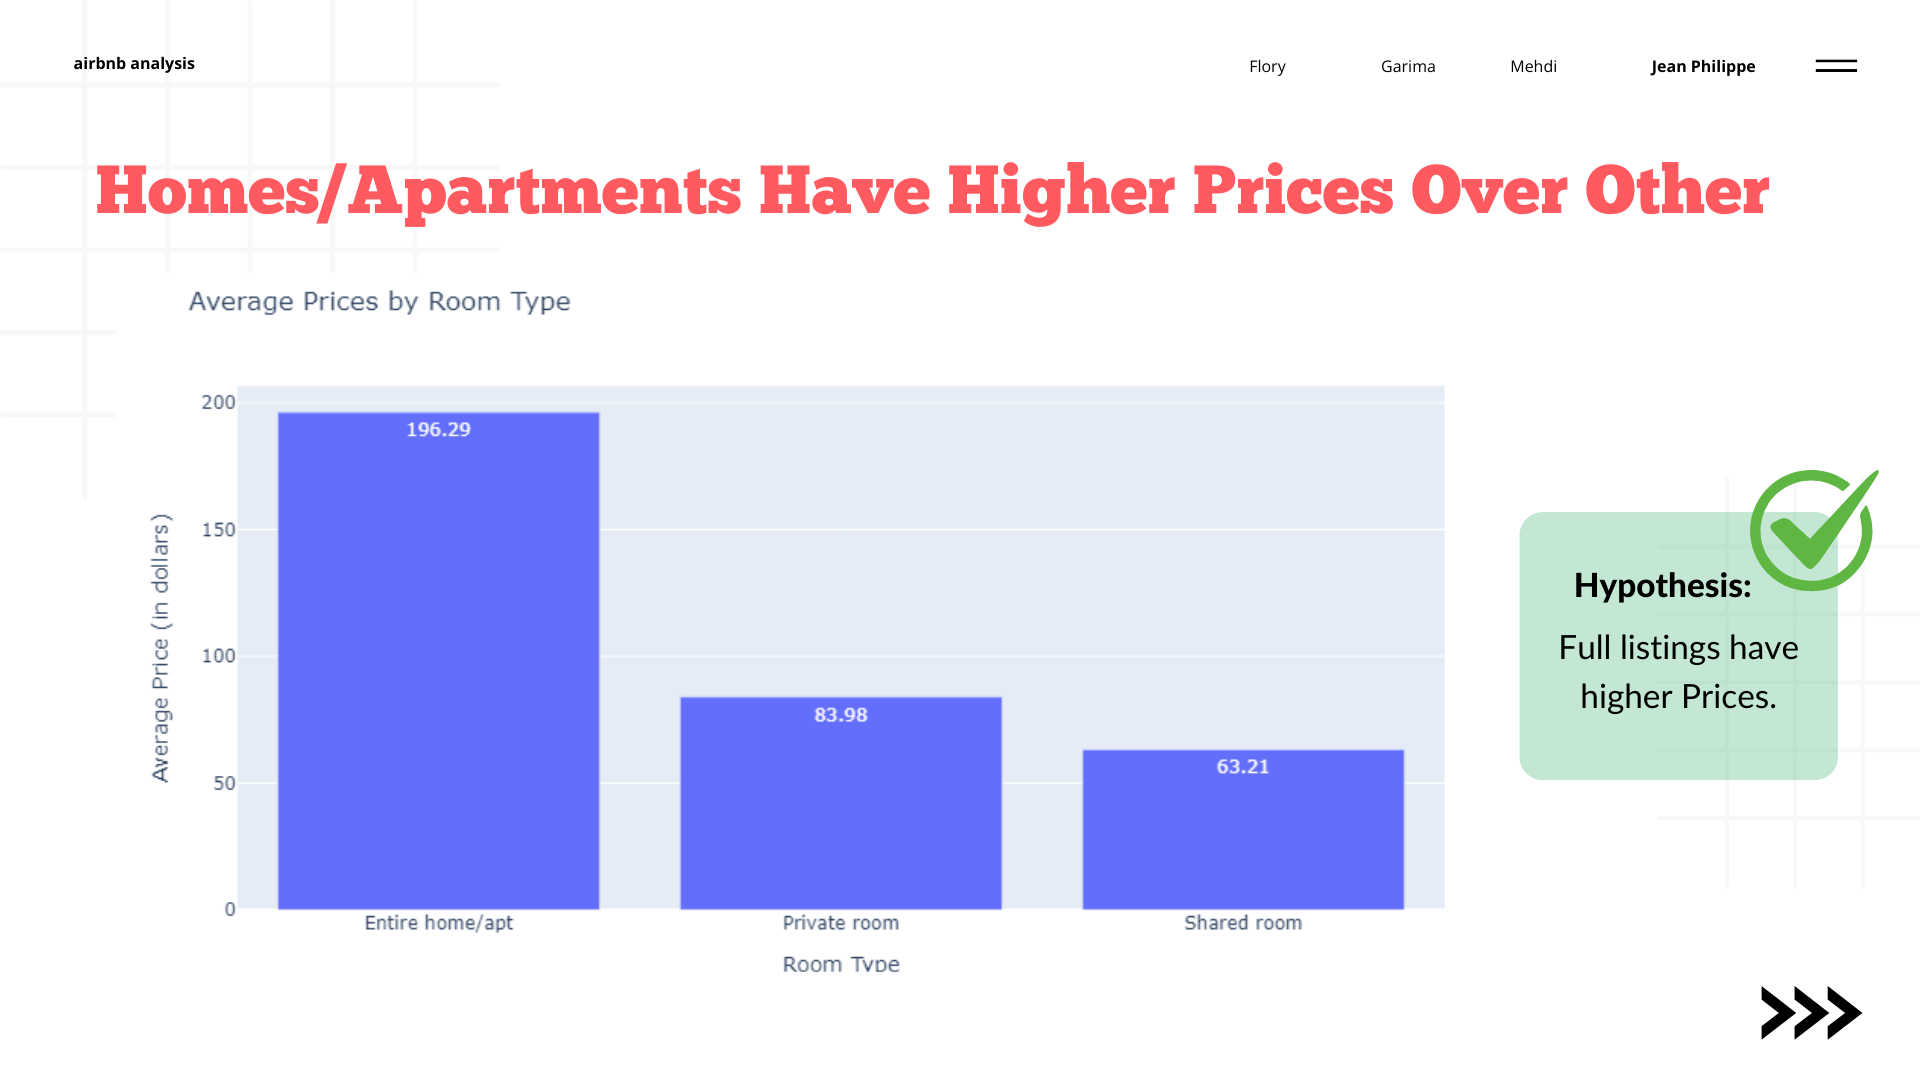 airbnb analysis
Flory Garima Mehdi Jean Philippe
Homes/Apartments Have Higher Prices Over Other
Average Prices by Room Type
Average Price (in dollars)
200
150
100
50
0
196.29
83.98
63.21
Entire home/apt Private room Shared room
Room Type
Hypothesis:
Full listings have
higher Prices.